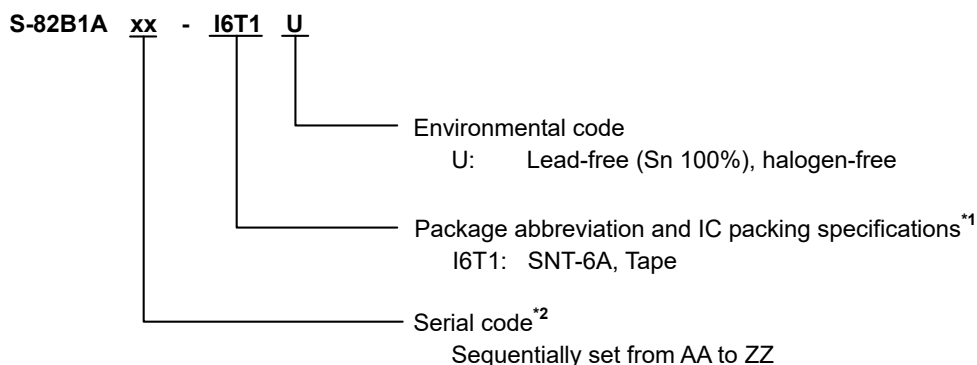 S-82B1A xx - I6T1 U
Environmental code
U: Lead-free (Sn 100%), halogen-free
Package abbreviation and IC packing specifications*1
I6T1: SNT-6A, Tape
Serial code*2
Sequentially set from AA to ZZ